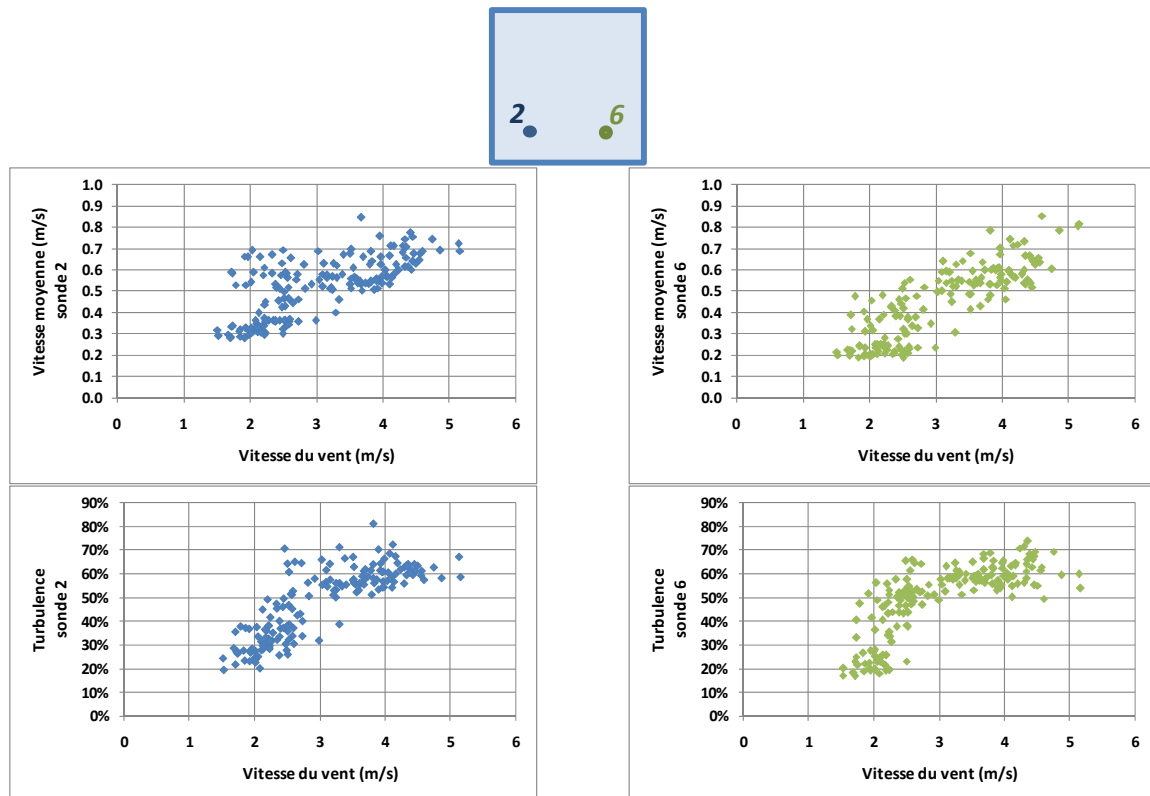 2
6
1.0
0.9
0.8
0.7
0.6
0.5
0.4
0.3
0.2
0.1
0.0
0 1 2 3 4 5 6
Vitesse moyenne (m/s)
sonde 2
Vitesse du vent (m/s)
1.0
0.9
0.8
0.7
0.6
0.5
0.4
0.3
0.2
0.1
0.0
0 1 2 3 4 5 6
Vitesse moyenne (m/s)
sonde 6
Vitesse du vent (m/s)
90%
80%
70%
60%
50%
40%
30%
20%
10%
0%
0 1 2 3 4 5 6
Turbulence
sonde 2
Vitesse du vent (m/s)
90%
80%
70%
60%
50%
40%
30%
20%
10%
0%
0 1 2 3 4 5 6
Turbulence
sonde 6
Vitesse du vent (m/s)